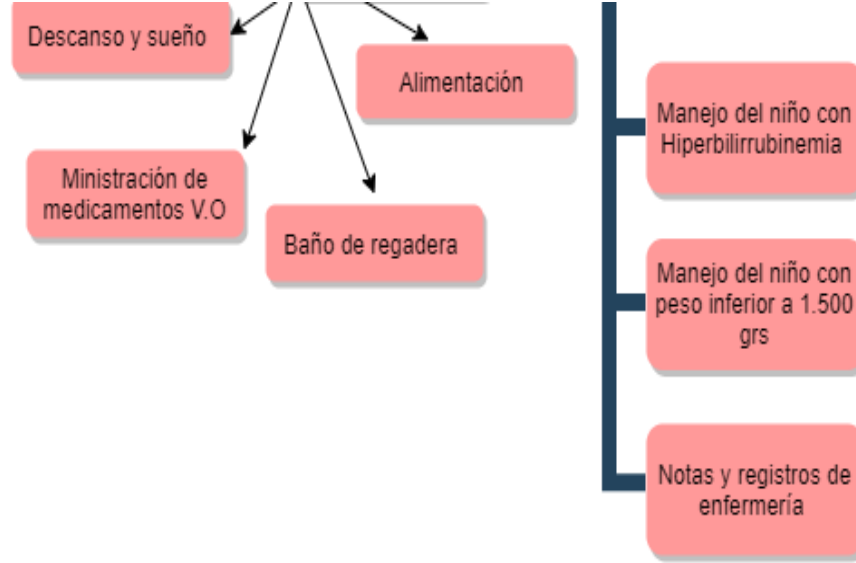 Descanso y sueño
Alimentación
Ministración de
medicamentos V.O
Baño de regadera
Manejo del niño con
Hiperbilirrubinemia
Manejo del niño con
peso inferior a 1.500
grs
Notas y registros de
enfermería